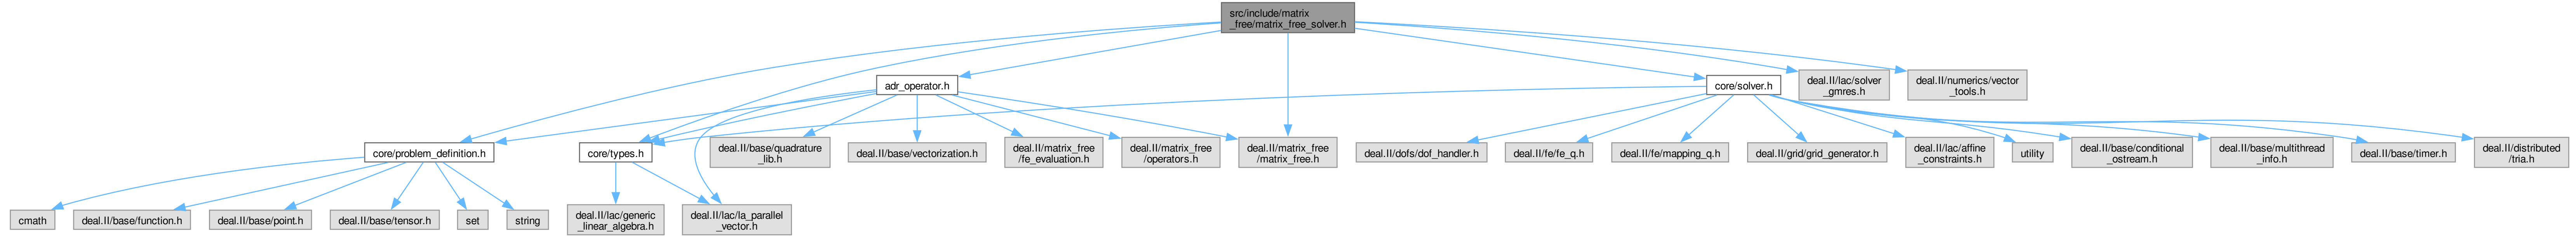 src/include/matrix
_free/matrix_free_solver.h
adr_operator.h
core/solver.h
deal.II/lac/solver
_gmres.h
deal.II/numerics/vector
_tools.h
core/problem_definition.h
core/types.h
deal.II/base/quadrature
_lib.h
deal.II/base/vectorization.h
deal.II/matrix_free
/fe_evaluation.h
deal.II/matrix_free
/operators.h
deal.II/matrix_free
/matrix_free.h
deal.II/dofs/dof_handler.h
deal.II/fe/fe_q.h
deal.II/fe/mapping_q.h
deal.II/grid/grid_generator.h
deal.II/lac/affine
_constraints.h
utility
deal.II/base/conditional
_ostream.h
deal.II/base/multithread
_info.h
deal.II/base/timer.h
deal.II/distributed
/tria.h
cmath
deal.II/base/function.h
deal.II/base/point.h
deal.II/base/tensor.h
set
string
deal.II/lac/generic
_linear_algebra.h
deal.II/lac/la_parallel
_vector.h